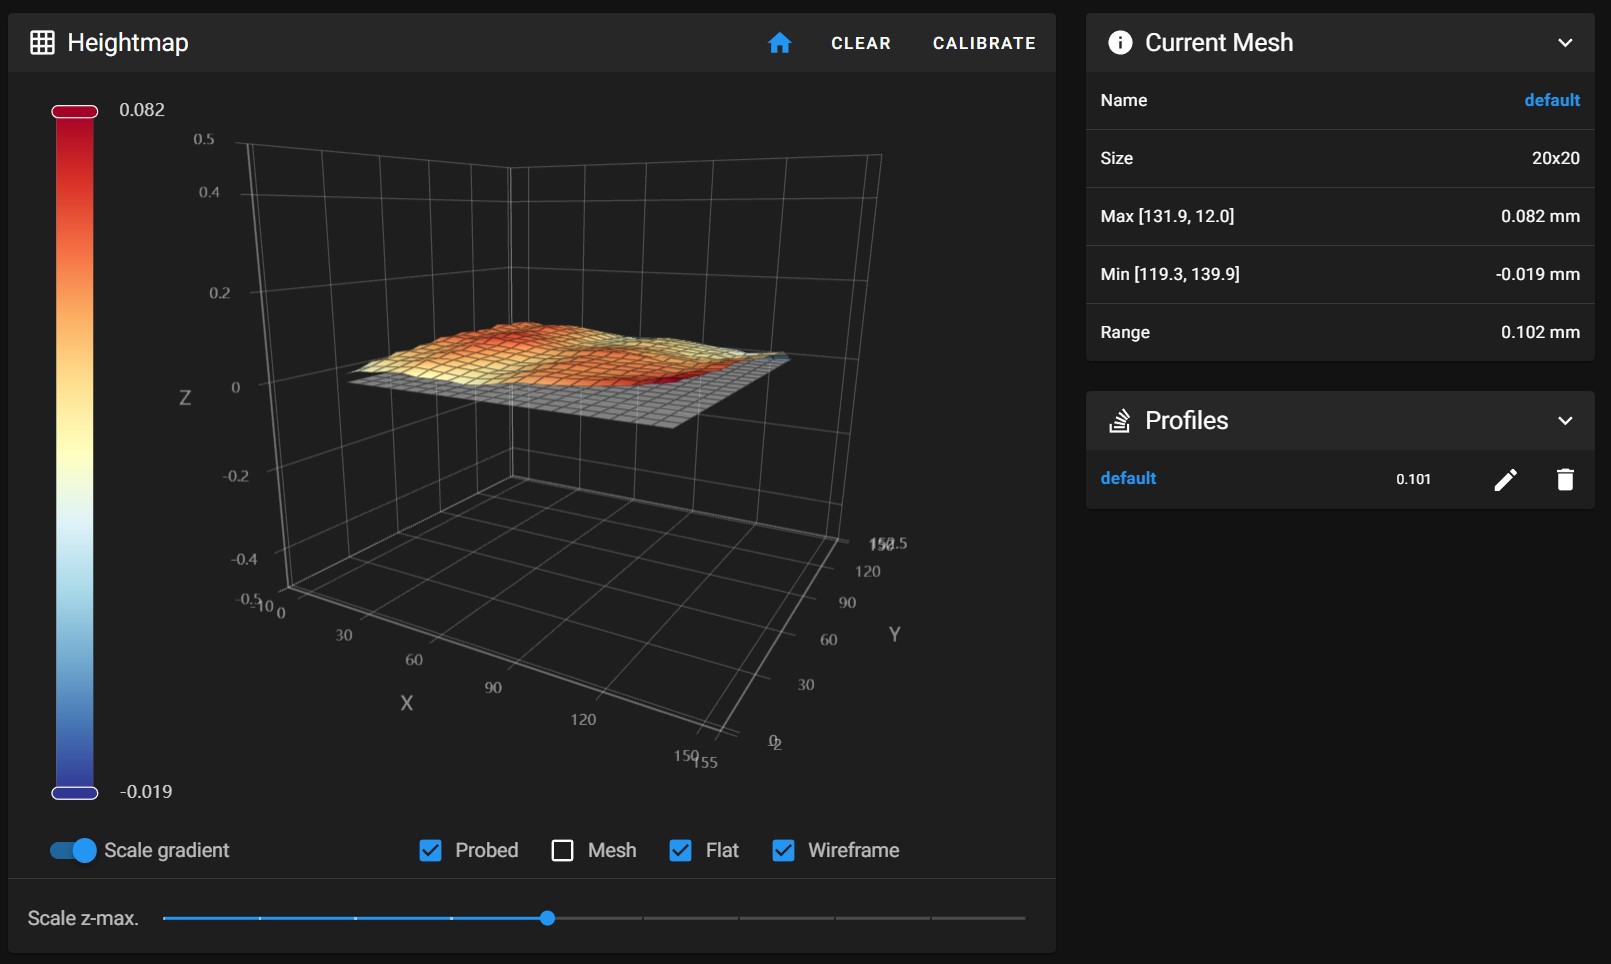 Heightmap
CLEAR
CALIBRATE
0.082
-0.019
0.5
0.4
0.2
0
-0.2
-0.4
-0.5
Z
-10
0
30
60
90
120
150
155
X
-2
0
30
60
90
120
150
152.5
Y
Scale gradient
Probed
Mesh
Flat
Wireframe
Scale z-max.
Current Mesh
Name default
Size 20x20
Max [131.9, 12.0] 0.082 mm
Min [119.3, 139.9] -0.019 mm
Range 0.102 mm
Profiles
default 0.101